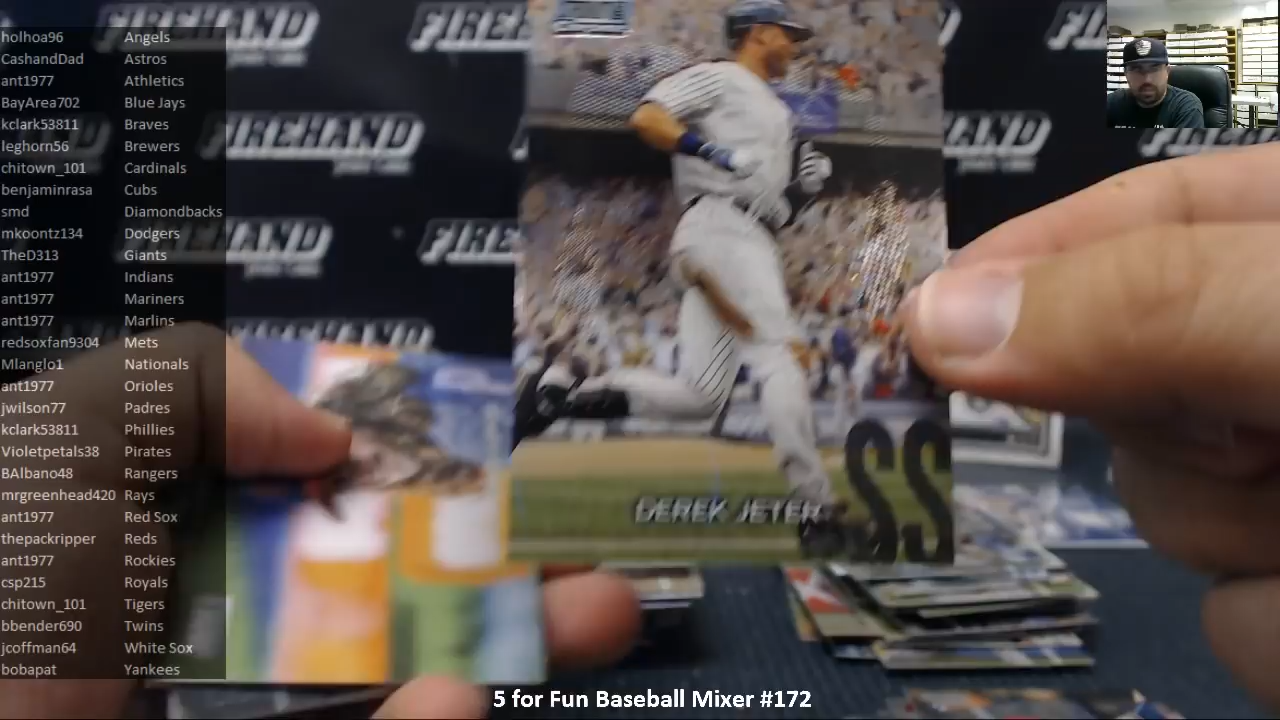 holhoa96 Angels
CashandDad Astros
ant1977 Athletics
BayArea702 Blue Jays
kclark53811 Braves
leghorn56 Brewers
chitown_101 Cardinals
benjaminrasa Cubs
smd Diamondbacks
mkoontz134 Dodgers
TheD313 Giants
ant1977 Indians
ant1977 Mariners
ant1977 Marlins
redsoxfan9304 Mets
Mlanglo1 Nationals
ant1977 Orioles
jwilson77 Padres
kclark53811 Phillies
Violetpetals38 Pirates
BAlbano48 Rangers
mrgreenhead420 Rays
ant1977 Red Sox
thepackripper Reds
ant1977 Rockies
csp215 Royals
chitown_101 Tigers
bbender690 Twins
jcoffman64 White Sox
bobapat Yankees
FIREHAND
FIREHAND
FIREHAND
DEREK JETER
SS
5 for Fun Baseball Mixer #172